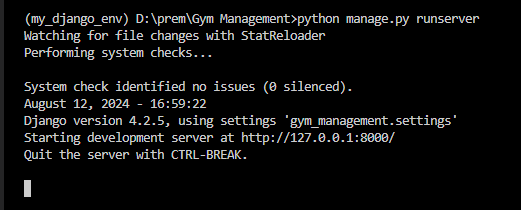 (my_django_env) D:\prem\Gym Management>python manage.py runserver
Watching for file changes with StatReloader
Performing system checks...
System check identified no issues (0 silenced).
August 12, 2024 - 16:59:22
Django version 4.2.5, using settings 'gym_management.settings'
Starting development server at http://127.0.0.1:8000/
Quit the server with CTRL-BREAK.